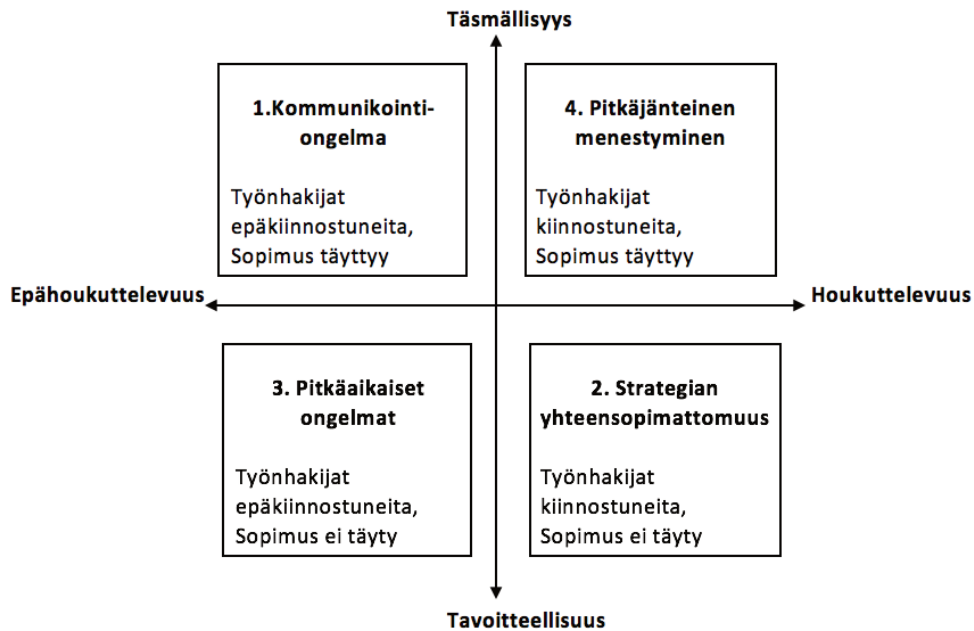 Täsmällisyys
1.Kommunikointi-
ongelma
Työnhakijat
epäkiinnostuneita,
Sopimus täyttyy
4. Pitkäjänteinen
menestyminen
Työnhakijat
kiinnostuneita,
Sopimus täyttyy
Epähoukuttelevuus
Houkuttelevuus
3. Pitkäaikaiset
ongelmat
Työnhakijat
epäkiinnostuneita,
Sopimus ei täyty
2. Strategian
yhteensopimattomuus
Työnhakijat
kiinnostuneita,
Sopimus ei täyty
Tavoitteellisuus